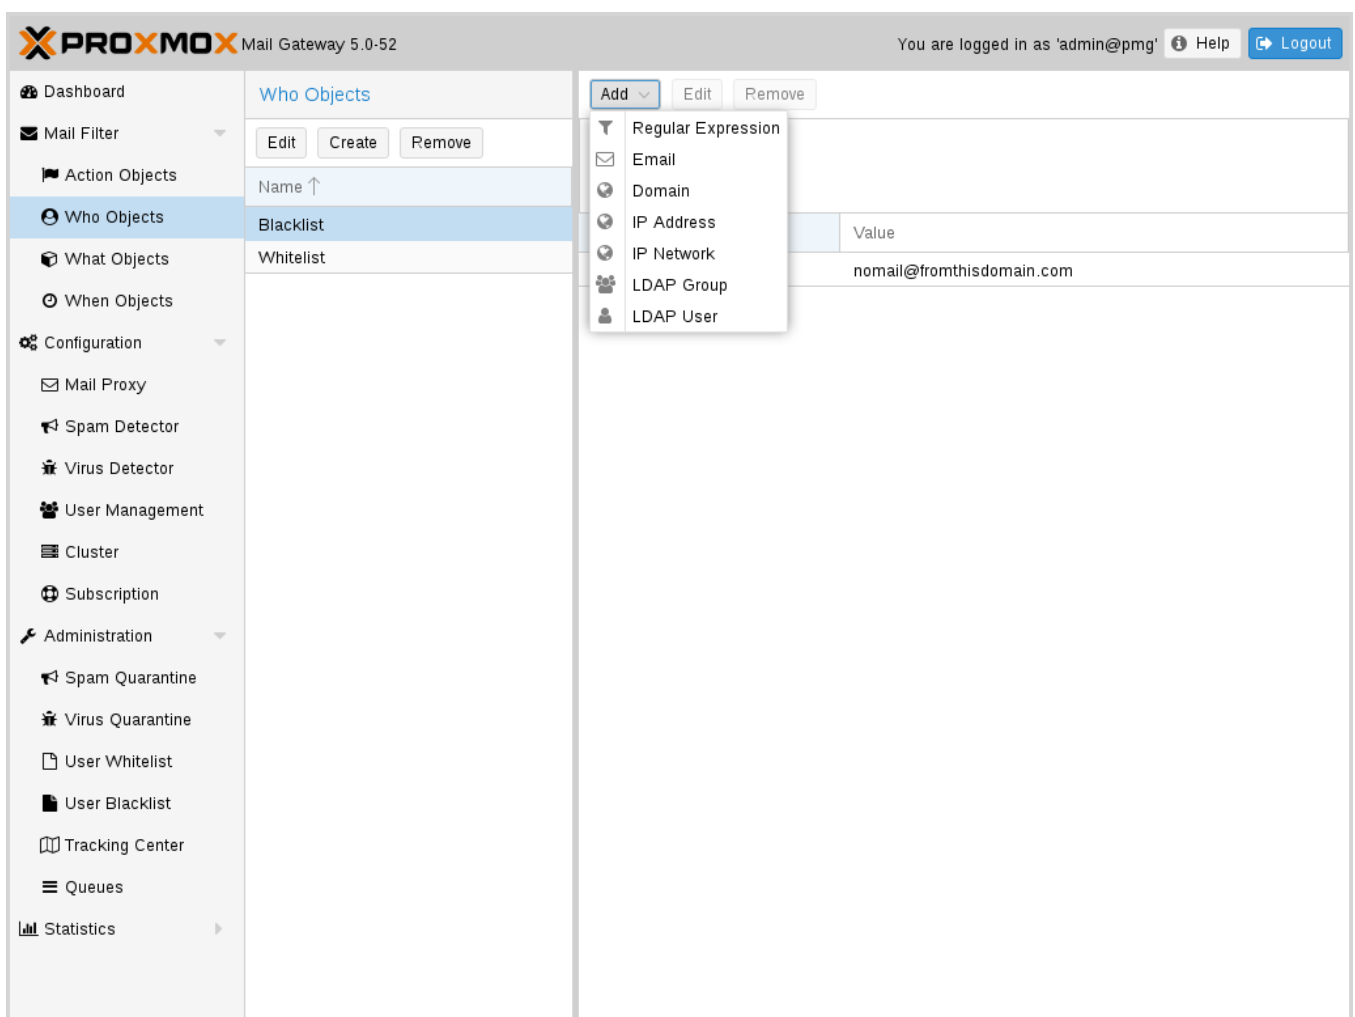 PROXMOX Mail Gateway 5.0-52
You are logged in as 'admin@pmg'
Help
Logout
Dashboard
Mail Filter
Action Objects
Who Objects
What Objects
When Objects
Configuration
Mail Proxy
Spam Detector
Virus Detector
User Management
Cluster
Subscription
Administration
Spam Quarantine
Virus Quarantine
User Whitelist
User Blacklist
Tracking Center
Queues
Statistics
Who Objects
Edit Create Remove
Name
Blacklist
Whitelist
Add Edit Remove
Regular Expression
Email
Domain
IP Address
IP Network
LDAP Group
LDAP User
Value
nomail@fromthisdomain.com